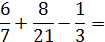 6/7 + 8/21 − 1/3 =